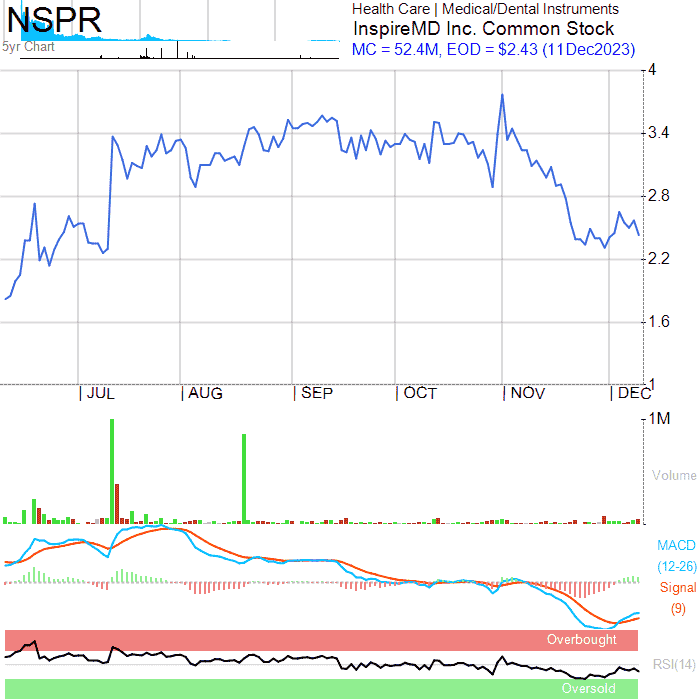 NSPR
5yr Chart
Health Care | Medical/Dental Instruments
InspireMD Inc. Common Stock
MC = 52.4M, EOD = $2.43 (11Dec2023)
4
3.4
2.8
2.2
1.6
1
JUL AUG SEP OCT NOV DEC
1M
Volume
MACD
(12-26)
Signal
(9)
Overbought
RSI(14)
Oversold